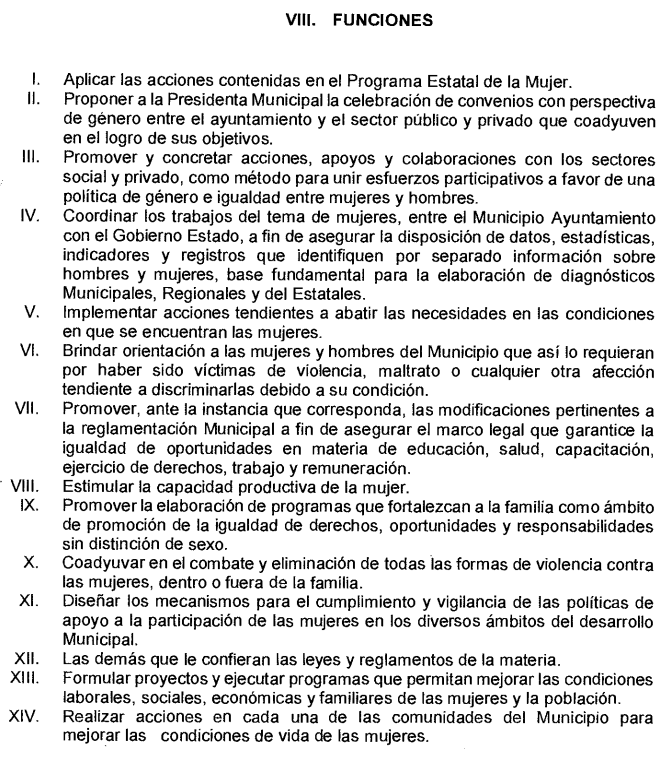 VIII. FUNCIONES
I. Aplicar las acciones contenidas en el Programa Estatal de la Mujer.
II. Proponer a la Presidenta Municipal la celebración de convenios con perspectiva
de género entre el ayuntamiento y el sector público y privado que coadyuven
en el logro de sus objetivos.
III. Promover y concretar acciones, apoyos y colaboraciones con los sectores
social y privado, como método para unir esfuerzos participativos a favor de una
política de género e igualdad entre mujeres y hombres.
IV. Coordinar los trabajos del tema de mujeres, entre el Municipio Ayuntamiento
con el Gobierno Estado, a fin de asegurar la disposición de datos, estadísticas,
indicadores y registros que identifiquen por separado información sobre
hombres y mujeres, base fundamental para la elaboración de diagnósticos
Municipales, Regionales y del Estatales.
V. Implementar acciones tendientes a abatir las necesidades en las condiciones
en que se encuentran las mujeres.
VI. Brindar orientación a las mujeres y hombres del Municipio que así lo requieran
por haber sido víctimas de violencia, maltrato o cualquier otra afección
tendiente a discriminarlas debido a su condición.
VII. Promover, ante la instancia que corresponda, las modificaciones pertinentes a
la reglamentación Municipal a fin de asegurar el marco legal que garantice la
igualdad de oportunidades en materia de educación, salud, capacitación,
ejercicio de derechos, trabajo y remuneración.
VIII. Estimular la capacidad productiva de la mujer.
IX. Promover la elaboración de programas que fortalezcan a la familia como ámbito
de promoción de la igualdad de derechos, oportunidades y responsabilidades
sin distinción de sexo.
X. Coadyuvar en el combate y eliminación de todas las formas de violencia contra
las mujeres, dentro o fuera de la familia.
XI. Diseñar los mecanismos para el cumplimiento y vigilancia de las políticas de
apoyo a la participación de las mujeres en los diversos ámbitos del desarrollo
Municipal.
XII. Las demás que le confieran las leyes y reglamentos de la materia.
XIII. Formular proyectos y ejecutar programas que permitan mejorar las condiciones
laborales, sociales, económicas y familiares de las mujeres y la población.
XIV. Realizar acciones en cada una de las comunidades del Municipio para
mejorar las condiciones de vida de las mujeres.